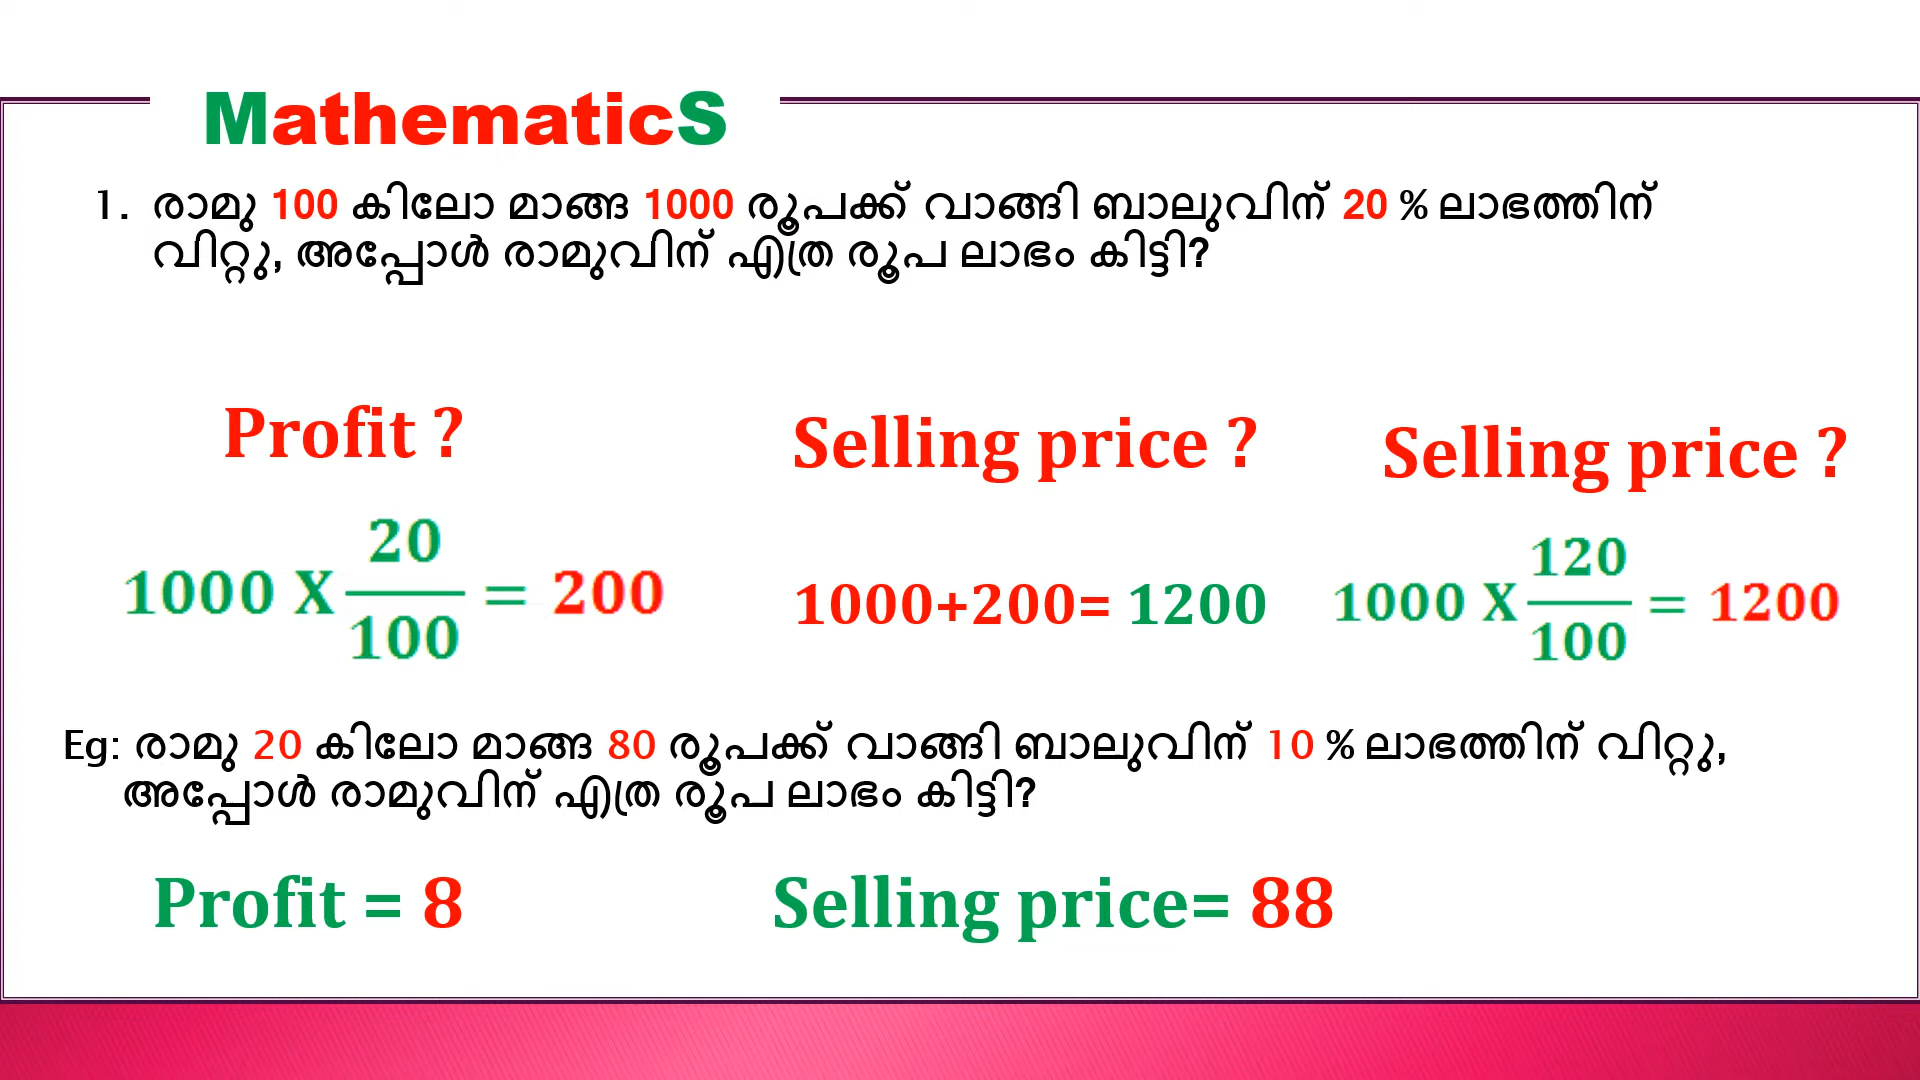 MathematicS
1. രാമു 100 കിലോ മാങ്ങ 1000 രൂപക്ക് വാങ്ങി ബാലുവിന് 20 % ലാഭത്തിന്
വിറ്റു, അപ്പോൾ രാമുവിന് എത്ര രൂപ ലാഭം കിട്ടി?
Profit ?
1000 X 20/100 = 200
Selling price ?
1000+200= 1200
Selling price ?
1000 X 120/100 = 1200
Eg: രാമു 20 കിലോ മാങ്ങ 80 രൂപക്ക് വാങ്ങി ബാലുവിന് 10 % ലാഭത്തിന് വിറ്റു,
അപ്പോൾ രാമുവിന് എത്ര രൂപ ലാഭം കിട്ടി?
Profit = 8
Selling price= 88